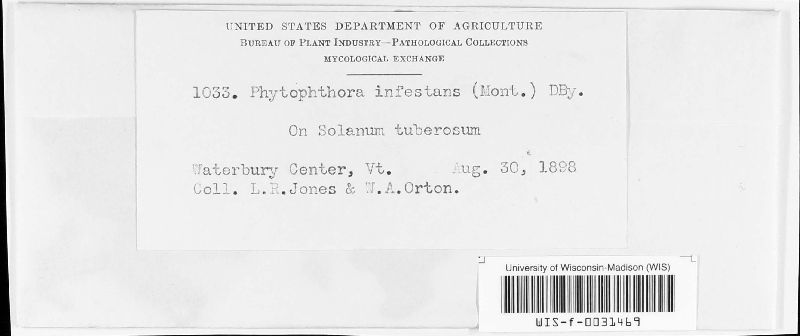 UNITED STATES DEPARTMENT OF AGRICULTURE
BUREAU OF PLANT INDUSTRY—PATHOLOGICAL COLLECTIONS
MYCOLOGICAL EXCHANGE
1033. Phytophthora infestans (Mont.) DBy.
On Solanum tuberosum
Waterbury Center, Vt. Aug. 30, 1898
Coll. L.R.Jones & W.A.Orton.
University of Wisconsin-Madison (WIS)
WIS-f-0031469